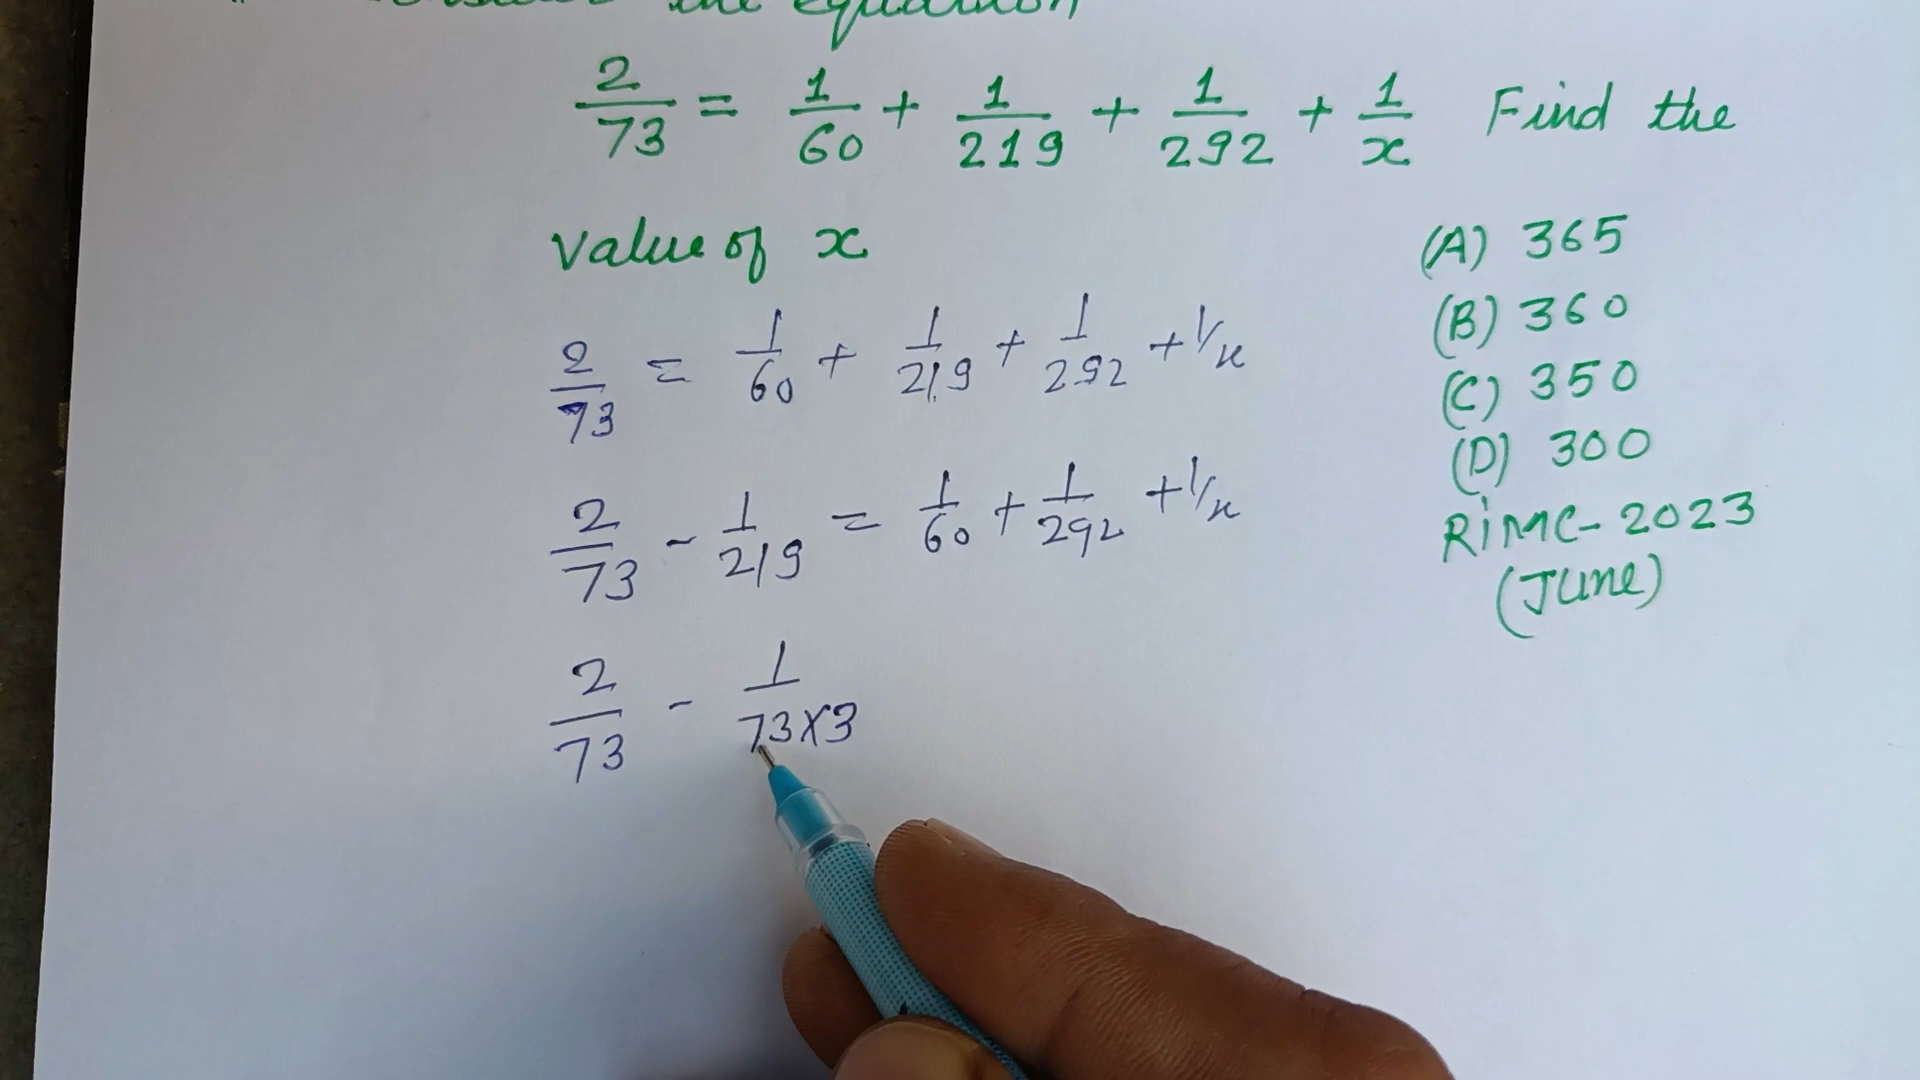 the equation
2/73 = 1/60 + 1/219 + 1/292 + 1/x Find the
value of x
(A) 365
(B) 360
(C) 350
(D) 300
RiMC-2023
(June)
2/73 = 1/60 + 1/219 + 1/292 + 1/x
2/73 - 1/219 = 1/60 + 1/292 + 1/x
2/73 - 1/73×3